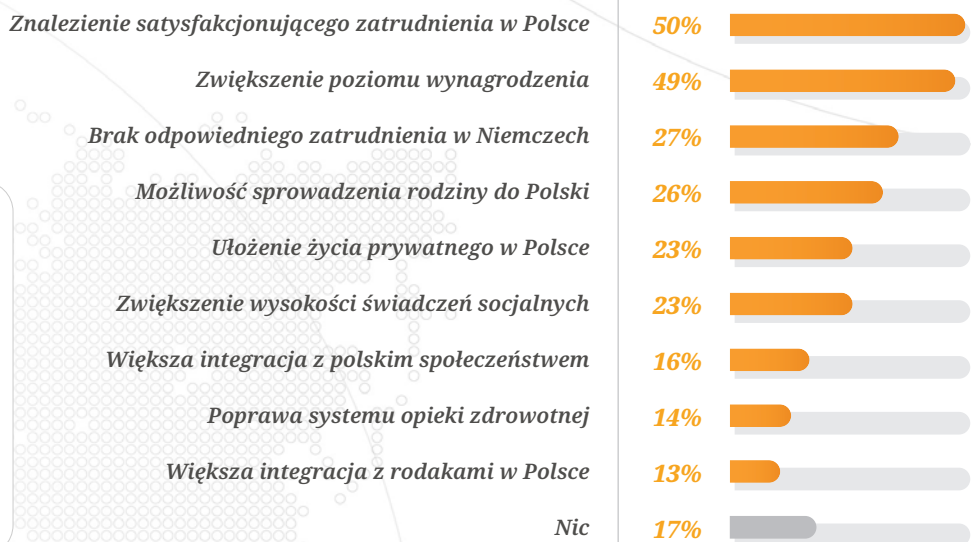 Znalezienie satysfakcjonującego zatrudnienia w Polsce 50%
Zwiększenie poziomu wynagrodzenia 49%
Brak odpowiedniego zatrudnienia w Niemczech 27%
Możliwość sprowadzenia rodziny do Polski 26%
Ułożenie życia prywatnego w Polsce 23%
Zwiększenie wysokości świadczeń socjalnych 23%
Większa integracja z polskim społeczeństwem 16%
Poprawa systemu opieki zdrowotnej 14%
Większa integracja z rodakami w Polsce 13%
Nic 17%